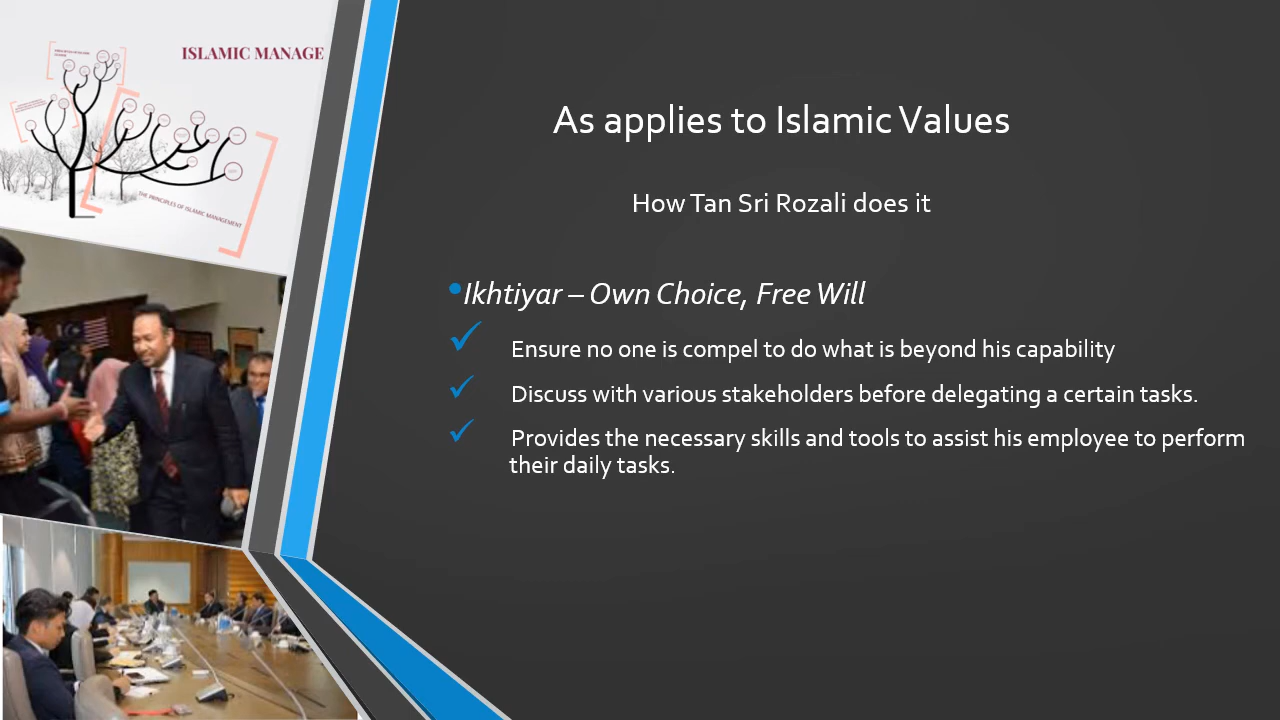 ISLAMIC MANAGE
THE PRINCIPLES OF ISLAMIC MANAGEMENT
As applies to Islamic Values
How Tan Sri Rozali does it
•Ikhtiyar – Own Choice, Free Will
✓ Ensure no one is compel to do what is beyond his capability
✓ Discuss with various stakeholders before delegating a certain tasks.
✓ Provides the necessary skills and tools to assist his employee to perform
their daily tasks.